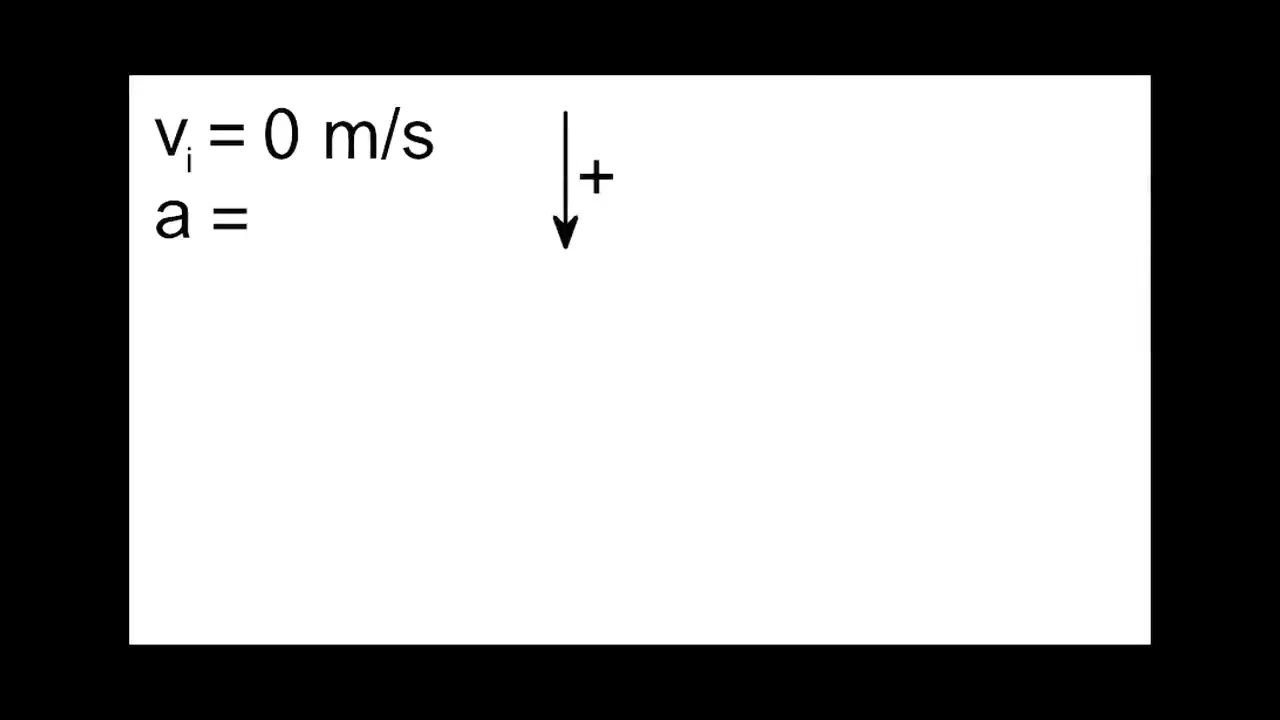 vᵢ = 0 m/s
a =
+